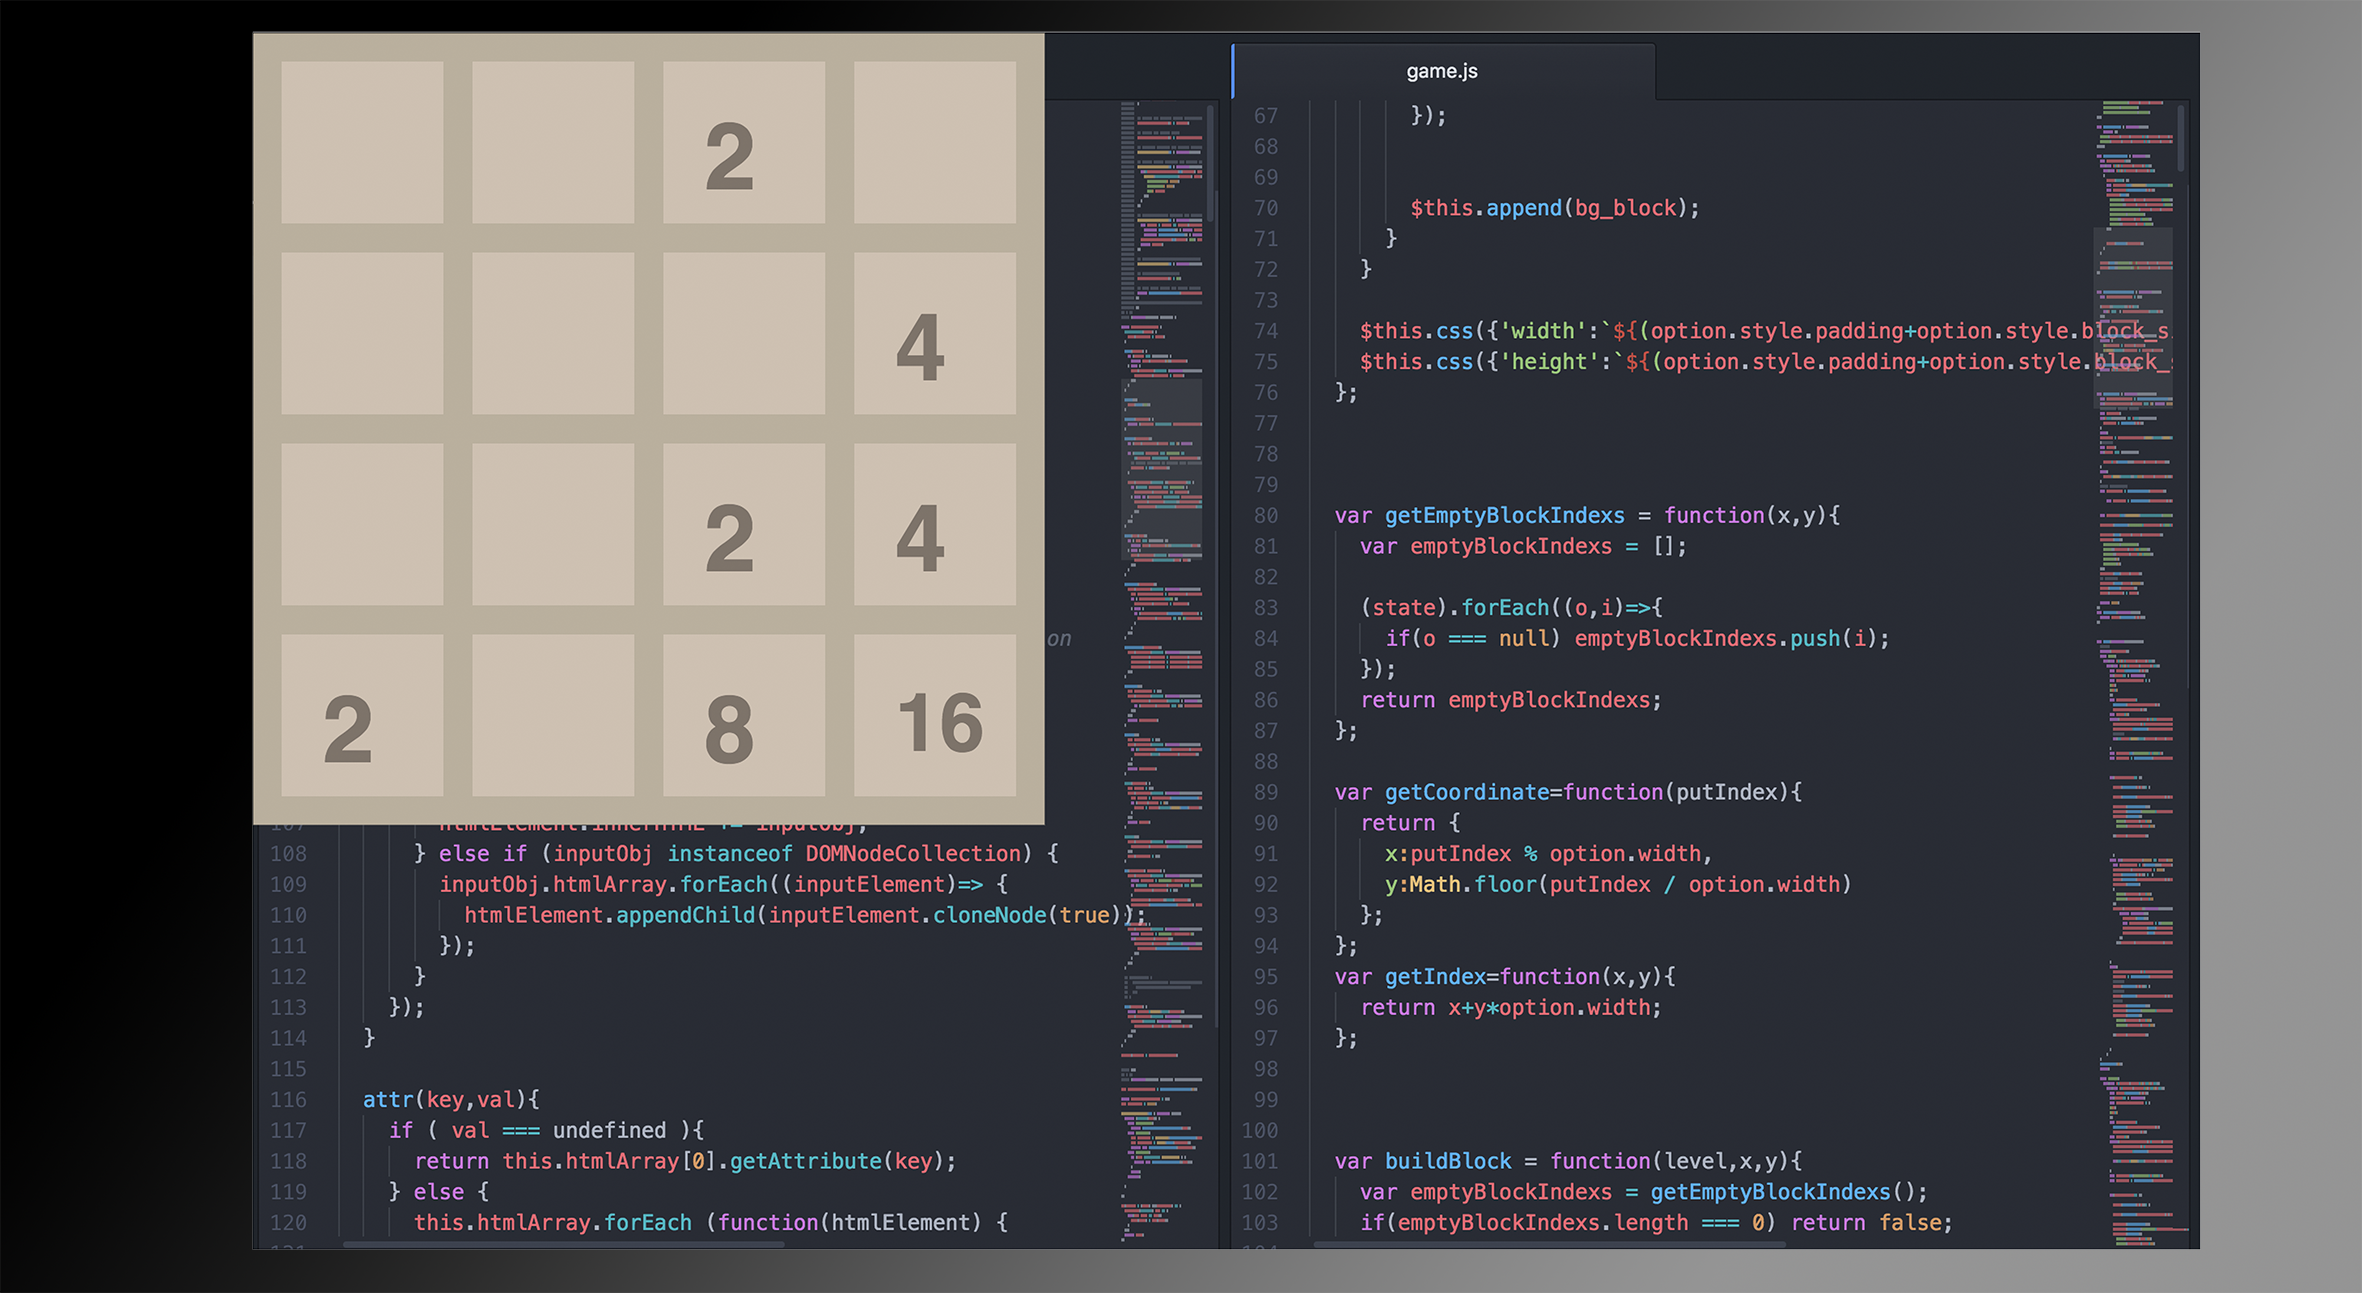 2
4
2 4
2 8 16
on
108 } else if (inputObj instanceof DOMNodeCollection) {
109 inputObj.htmlArray.forEach((inputElement)=> {
110 htmlElement.appendChild(inputElement.cloneNode(true));
111 });
112 }
113 });
114 }
115
116 attr(key,val){
117 if ( val === undefined ){
118 return this.htmlArray[0].getAttribute(key);
119 } else {
120 this.htmlArray.forEach (function(htmlElement) {
game.js
67 });
68
69
70 $this.append(bg_block);
71 }
72 }
73
74 $this.css({'width':`${(option.style.padding+option.style.block_s
75 $this.css({'height':`${(option.style.padding+option.style.block_
76 };
77
78
79
80 var getEmptyBlockIndexs = function(x,y){
81 var emptyBlockIndexs = [];
82
83 (state).forEach((o,i)=>{
84 if(o === null) emptyBlockIndexs.push(i);
85 });
86 return emptyBlockIndexs;
87 };
88
89 var getCoordinate=function(putIndex){
90 return {
91 x:putIndex % option.width,
92 y:Math.floor(putIndex / option.width)
93 };
94 };
95 var getIndex=function(x,y){
96 return x+y*option.width;
97 };
98
99
100
101 var buildBlock = function(level,x,y){
102 var emptyBlockIndexs = getEmptyBlockIndexs();
103 if(emptyBlockIndexs.length === 0) return false;